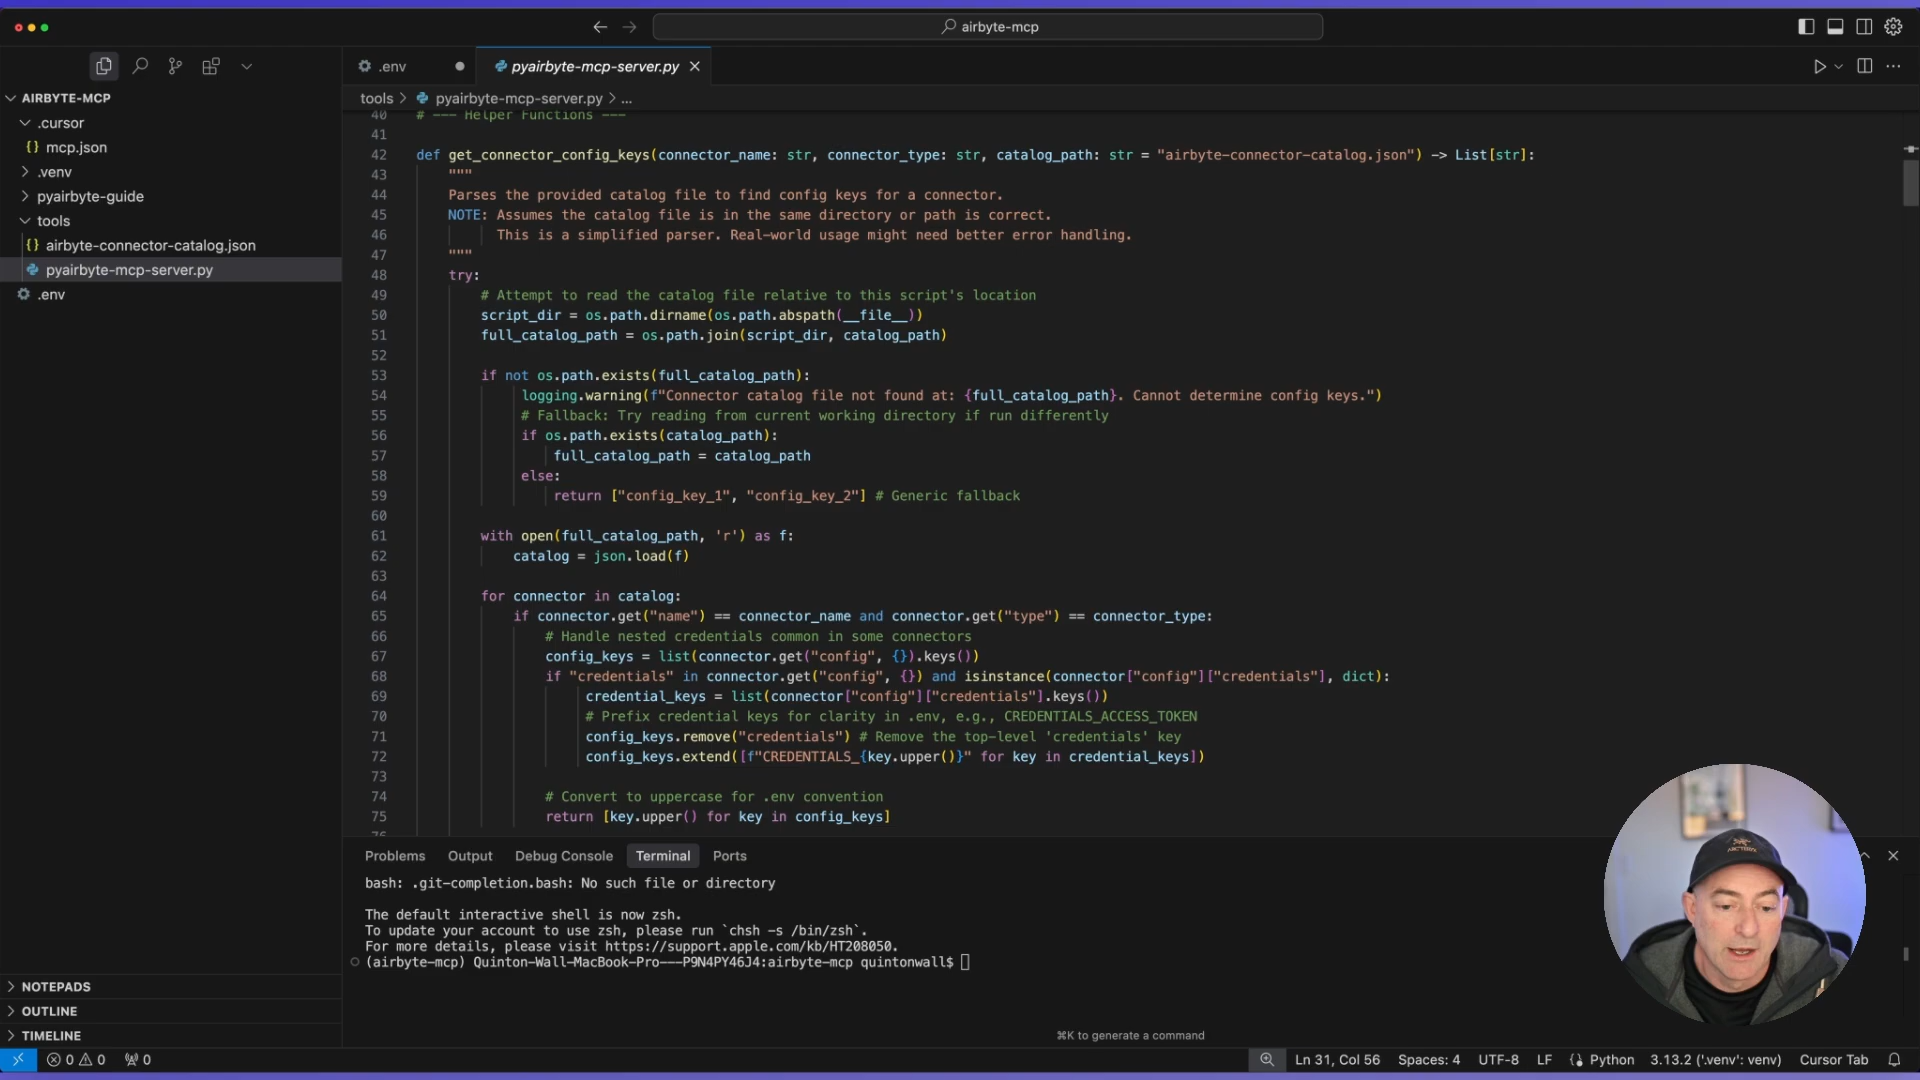 airbyte-mcp
AIRBYTE-MCP
.cursor
{} mcp.json
.venv
pyairbyte-guide
tools
{} airbyte-connector-catalog.json
pyairbyte-mcp-server.py
.env
NOTEPADS
OUTLINE
TIMELINE
.env
pyairbyte-mcp-server.py
tools > pyairbyte-mcp-server.py > ...
40 # --- Helper Functions ---
41
42 def get_connector_config_keys(connector_name: str, connector_type: str, catalog_path: str = "airbyte-connector-catalog.json") -> List[str]:
43 """
44 Parses the provided catalog file to find config keys for a connector.
45 NOTE: Assumes the catalog file is in the same directory or path is correct.
46 This is a simplified parser. Real-world usage might need better error handling.
47 """
48 try:
49 # Attempt to read the catalog file relative to this script's location
50 script_dir = os.path.dirname(os.path.abspath(__file__))
51 full_catalog_path = os.path.join(script_dir, catalog_path)
52
53 if not os.path.exists(full_catalog_path):
54 logging.warning(f"Connector catalog file not found at: {full_catalog_path}. Cannot determine config keys.")
55 # Fallback: Try reading from current working directory if run differently
56 if os.path.exists(catalog_path):
57 full_catalog_path = catalog_path
58 else:
59 return ["config_key_1", "config_key_2"] # Generic fallback
60
61 with open(full_catalog_path, 'r') as f:
62 catalog = json.load(f)
63
64 for connector in catalog:
65 if connector.get("name") == connector_name and connector.get("type") == connector_type:
66 # Handle nested credentials common in some connectors
67 config_keys = list(connector.get("config", {}).keys())
68 if "credentials" in connector.get("config", {}) and isinstance(connector["config"]["credentials"], dict):
69 credential_keys = list(connector["config"]["credentials"].keys())
70 # Prefix credential keys for clarity in .env, e.g., CREDENTIALS_ACCESS_TOKEN
71 config_keys.remove("credentials") # Remove the top-level 'credentials' key
72 config_keys.extend([f"CREDENTIALS_{key.upper()}" for key in credential_keys])
73
74 # Convert to uppercase for .env convention
75 return [key.upper() for key in config_keys]
76
Problems Output Debug Console Terminal Ports
bash: .git-completion.bash: No such file or directory
The default interactive shell is now zsh.
To update your account to use zsh, please run `chsh -s /bin/zsh`.
For more details, please visit https://support.apple.com/kb/HT208050.
(airbyte-mcp) Quinton-Wall-MacBook-Pro---P9N4PY46J4:airbyte-mcp quintonwall$
⌘K to generate a command
0 0 0
Ln 31, Col 56 Spaces: 4 UTF-8 LF Python 3.13.2 ('.venv': venv) Cursor Tab
ARC'TERYX